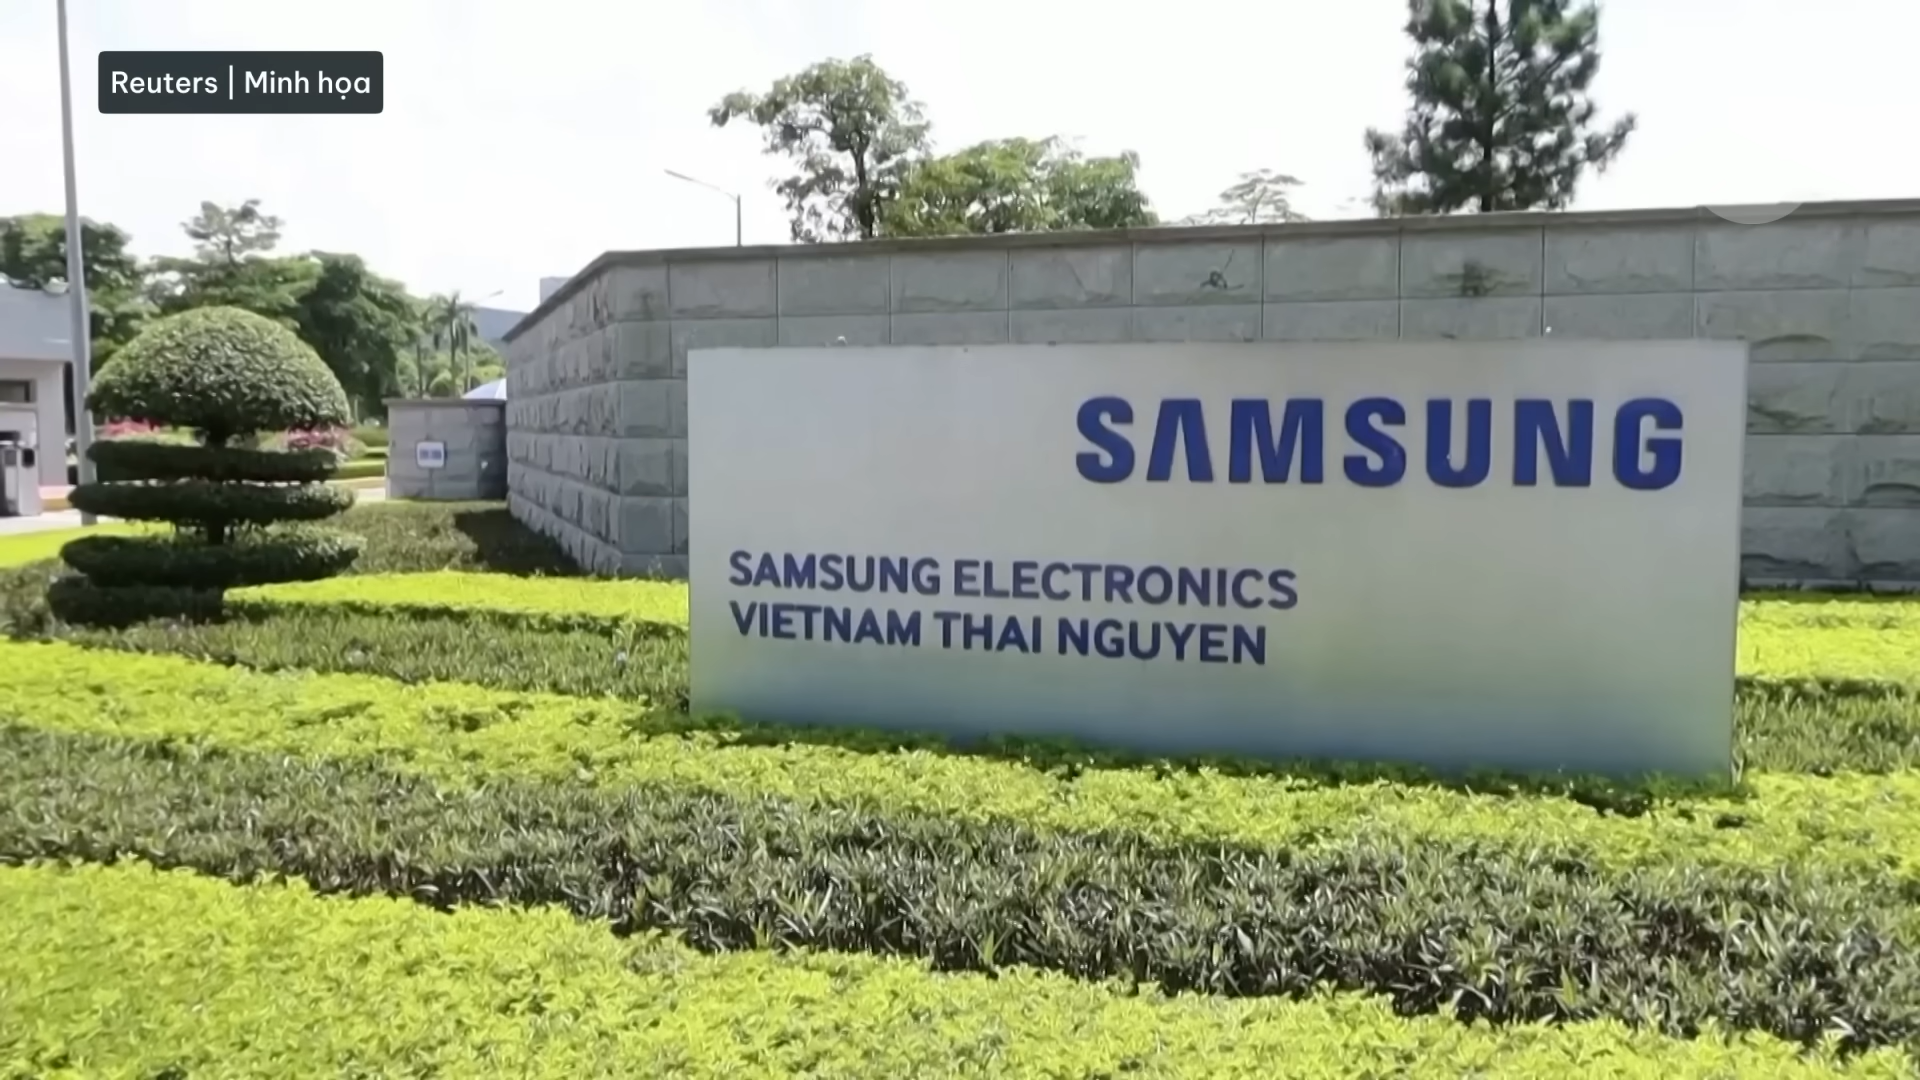 Reuters | Minh họa
SAMSUNG
SAMSUNG ELECTRONICS
VIETNAM THAI NGUYEN